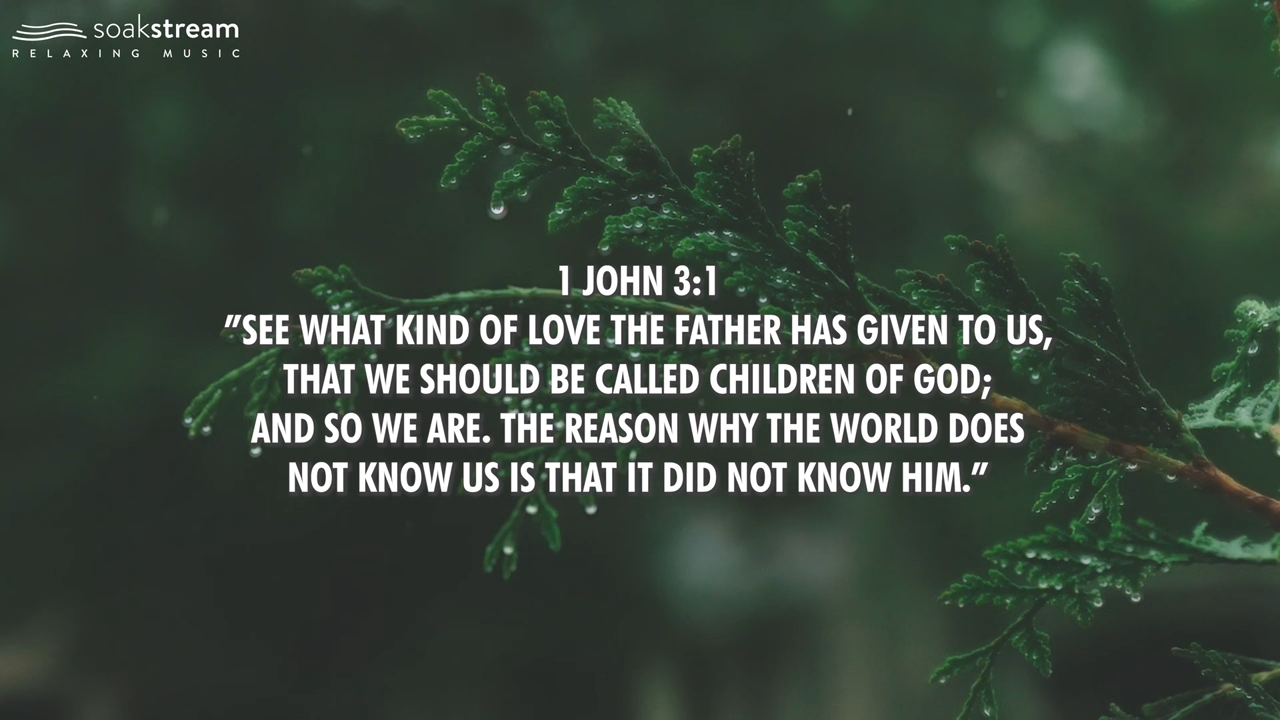 soakstream
RELAXING MUSIC
1 JOHN 3:1
”SEE WHAT KIND OF LOVE THE FATHER HAS GIVEN TO US,
THAT WE SHOULD BE CALLED CHILDREN OF GOD;
AND SO WE ARE. THE REASON WHY THE WORLD DOES
NOT KNOW US IS THAT IT DID NOT KNOW HIM.”